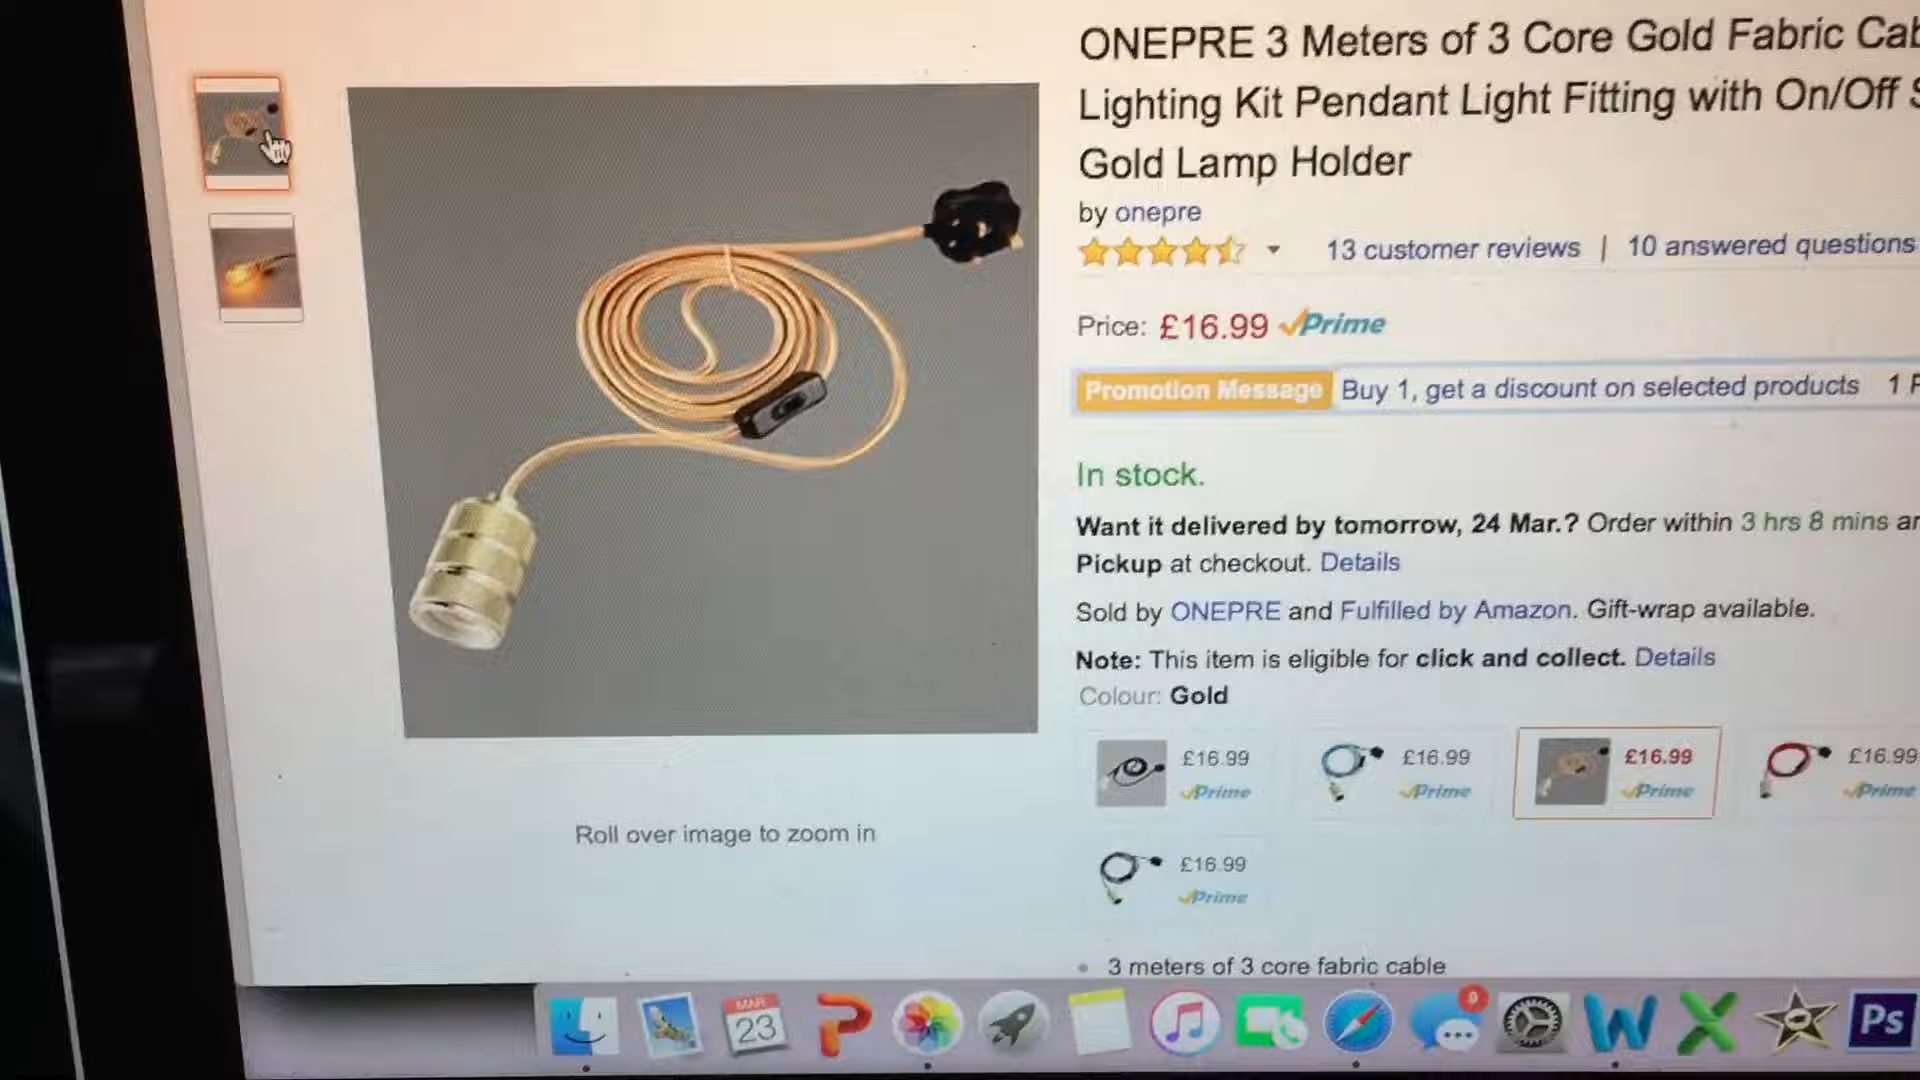 ONEPRE 3 Meters of 3 Core Gold Fabric
Lighting Kit Pendant Light Fitting with On/Off
Gold Lamp Holder
by onepre
13 customer reviews | 10 answered questions
Price: £16.99 Prime
Promotion Message Buy 1, get a discount on selected products 1
In stock.
Want it delivered by tomorrow, 24 Mar.? Order within 3 hrs 8 mins
Pickup at checkout. Details
Sold by ONEPRE and Fulfilled by Amazon. Gift-wrap available.
Note: This item is eligible for click and collect. Details
Colour: Gold
£16.99 £16.99 £16.99 £16.99
Prime Prime Prime Prime
£16.99
Prime
Roll over image to zoom in
3 meters of 3 core fabric cable
MAR
23
9
Ps